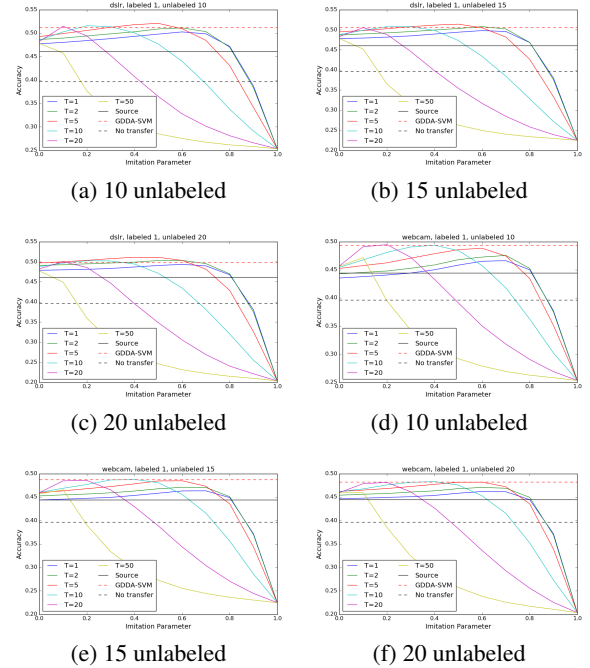 dslr, labeled 1, unlabeled 10
0.55
0.50
0.45
0.40
0.35
0.30
0.25
Accuracy
T=1
T=2
T=5
T=10
T=20
T=50
Source
GDDA-SVM
No transfer
0.0 0.2 0.4 0.6 0.8 1.0
Imitation Parameter
(a) 10 unlabeled
dslr, labeled 1, unlabeled 15
0.55
0.50
0.45
0.40
0.35
0.30
0.25
0.20
Accuracy
T=1
T=2
T=5
T=10
T=20
T=50
Source
GDDA-SVM
No transfer
0.0 0.2 0.4 0.6 0.8 1.0
Imitation Parameter
(b) 15 unlabeled
dslr, labeled 1, unlabeled 20
0.55
0.50
0.45
0.40
0.35
0.30
0.25
0.20
Accuracy
T=1
T=2
T=5
T=10
T=20
T=50
Source
GDDA-SVM
No transfer
0.0 0.2 0.4 0.6 0.8 1.0
Imitation Parameter
(c) 20 unlabeled
webcam, labeled 1, unlabeled 10
0.50
0.45
0.40
0.35
0.30
0.25
Accuracy
T=1
T=2
T=5
T=10
T=20
T=50
Source
GDDA-SVM
No transfer
0.0 0.2 0.4 0.6 0.8 1.0
Imitation Parameter
(d) 10 unlabeled
webcam, labeled 1, unlabeled 15
0.50
0.45
0.40
0.35
0.30
0.25
0.20
Accuracy
T=1
T=2
T=5
T=10
T=20
T=50
Source
GDDA-SVM
No transfer
0.0 0.2 0.4 0.6 0.8 1.0
Imitation Parameter
(e) 15 unlabeled
webcam, labeled 1, unlabeled 20
0.50
0.45
0.40
0.35
0.30
0.25
0.20
Accuracy
T=1
T=2
T=5
T=10
T=20
T=50
Source
GDDA-SVM
No transfer
0.0 0.2 0.4 0.6 0.8 1.0
Imitation Parameter
(f) 20 unlabeled